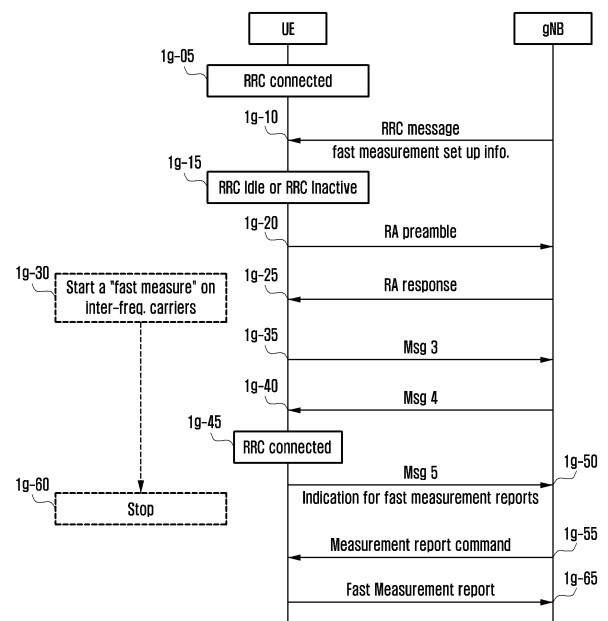 UE
gNB
1g-05
RRC connected
1g-10
RRC message
fast measurement set up info.
1g-15
RRC Idle or RRC Inactive
1g-20
RA preamble
1g-25
RA response
1g-30
Start a "fast measure" on
inter-freq. carriers
1g-35
Msg 3
1g-40
Msg 4
1g-45
RRC connected
1g-50
Msg 5
Indication for fast measurement reports
1g-60
Stop
1g-55
Measurement report command
1g-65
Fast Measurement report